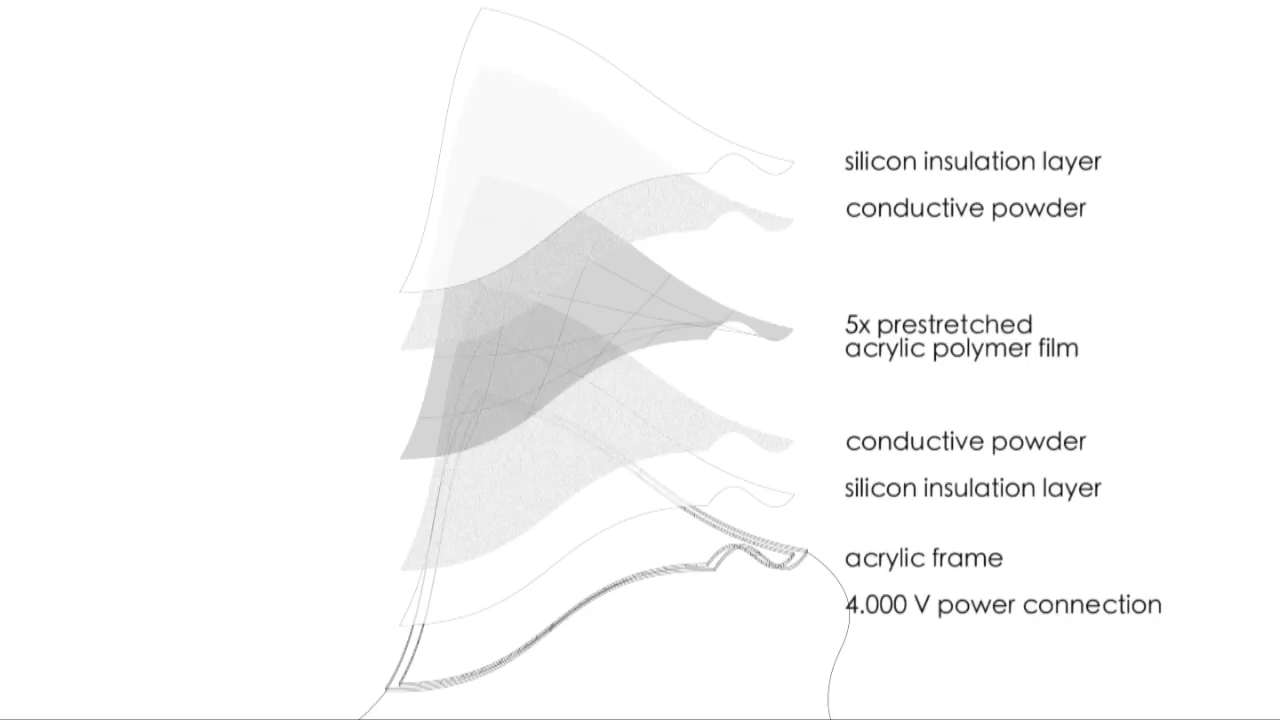 silicon insulation layer
conductive powder
5x prestretched
acrylic polymer film
conductive powder
silicon insulation layer
acrylic frame
4.000 V power connection